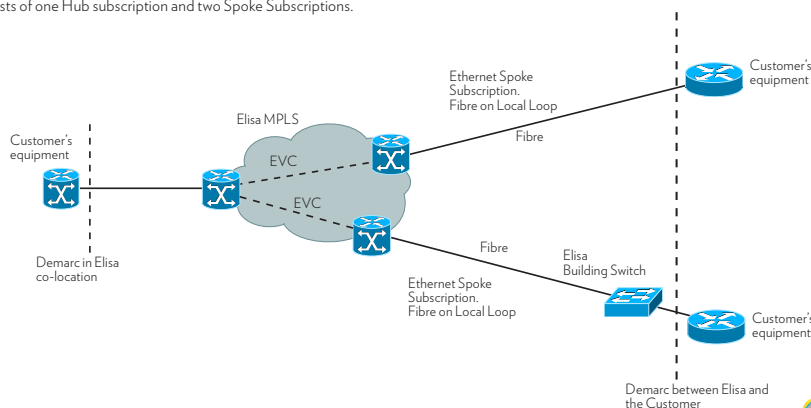 of one Hub subscription and two Spoke Subscriptions.
Customer's
equipment
Ethernet Spoke
Subscription.
Fibre on Local Loop
Fibre
Elisa MPLS
Customer's
equipment
EVC
EVC
Demarc in Elisa
co-location
Fibre
Elisa
Building Switch
Ethernet Spoke
Subscription.
Fibre on Local Loop
Customer's
equipment
Demarc between Elisa and
the Customer